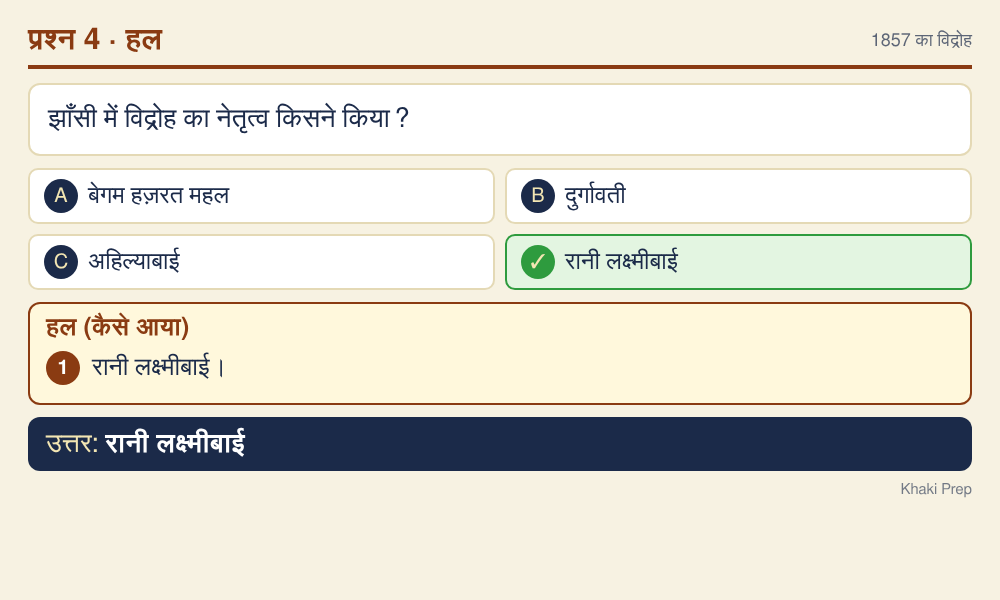 प्रश्न 4 · हल
1857 का विद्रोह
झाँसी में विद्रोह का नेतृत्व किसने किया ?
A बेगम हज़रत महल
B दुर्गावती
C अहिल्याबाई
✓ रानी लक्ष्मीबाई
हल (कैसे आया)
1 रानी लक्ष्मीबाई।
उत्तर: रानी लक्ष्मीबाई
Khaki Prep